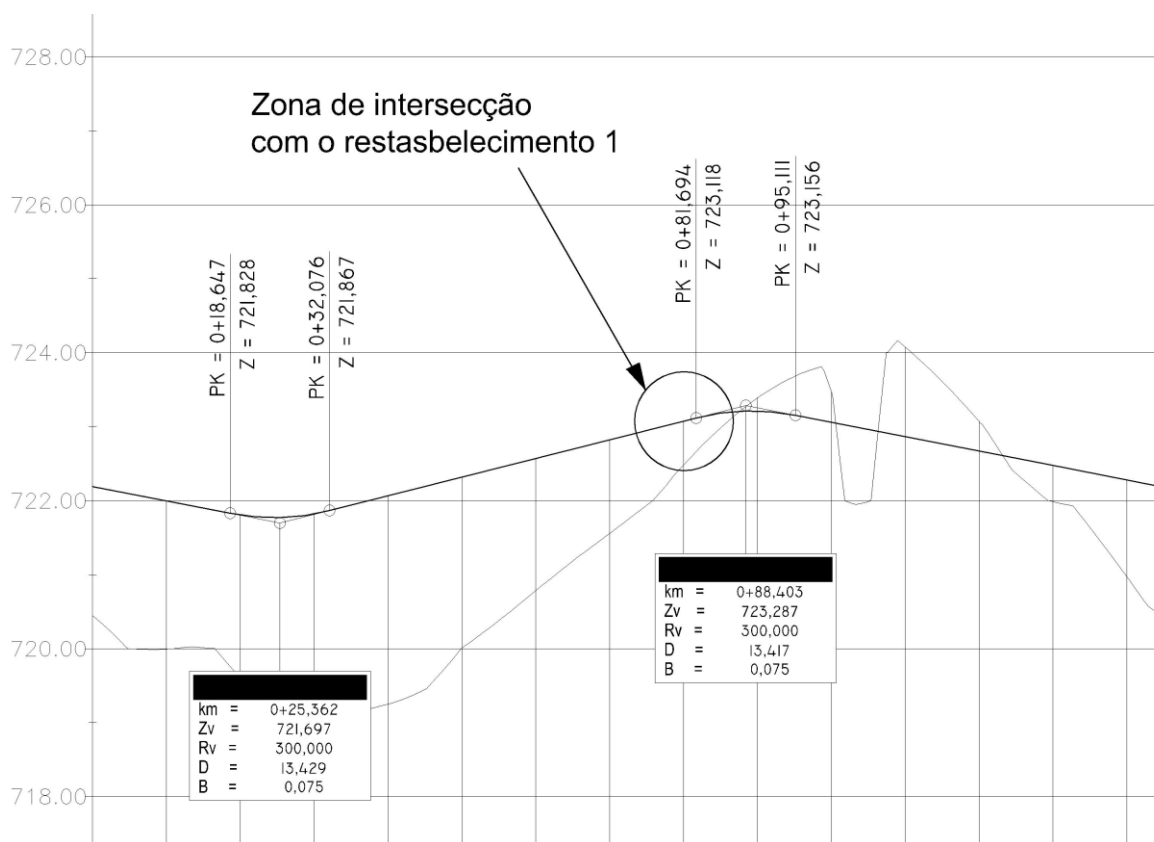 728.00
Zona de intersecção
com o restasbelecimento 1
726.00
PK = 0+18,647
Z = 721,828
PK = 0+32,076
Z = 721,867
PK = 0+81,694
Z = 723,118
PK = 0+95,111
Z = 723,156
724.00
722.00
720.00
718.00
km = 0+25,362
Zv = 721,697
Rv = 300,000
D = 13,429
B = 0,075
km = 0+88,403
Zv = 723,287
Rv = 300,000
D = 13,417
B = 0,075